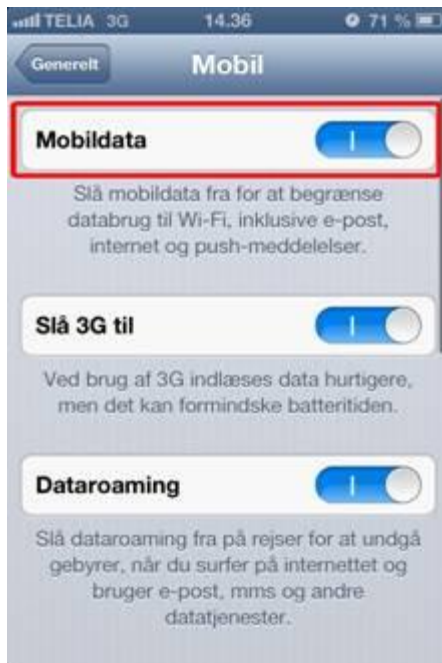 TELIA 3G 14.36 71 %
Generelt Mobil
Mobildata
Slå mobildata fra for at begrænse
databrug til Wi-Fi, inklusive e-post,
internet og push-meddelelser.
Slå 3G til
Ved brug af 3G indlæses data hurtigere,
men det kan formindske batteritiden.
Dataroaming
Slå dataroaming fra på rejser for at undgå
gebyrer, når du surfer på internettet og
bruger e-post, mms og andre
datatjenester.